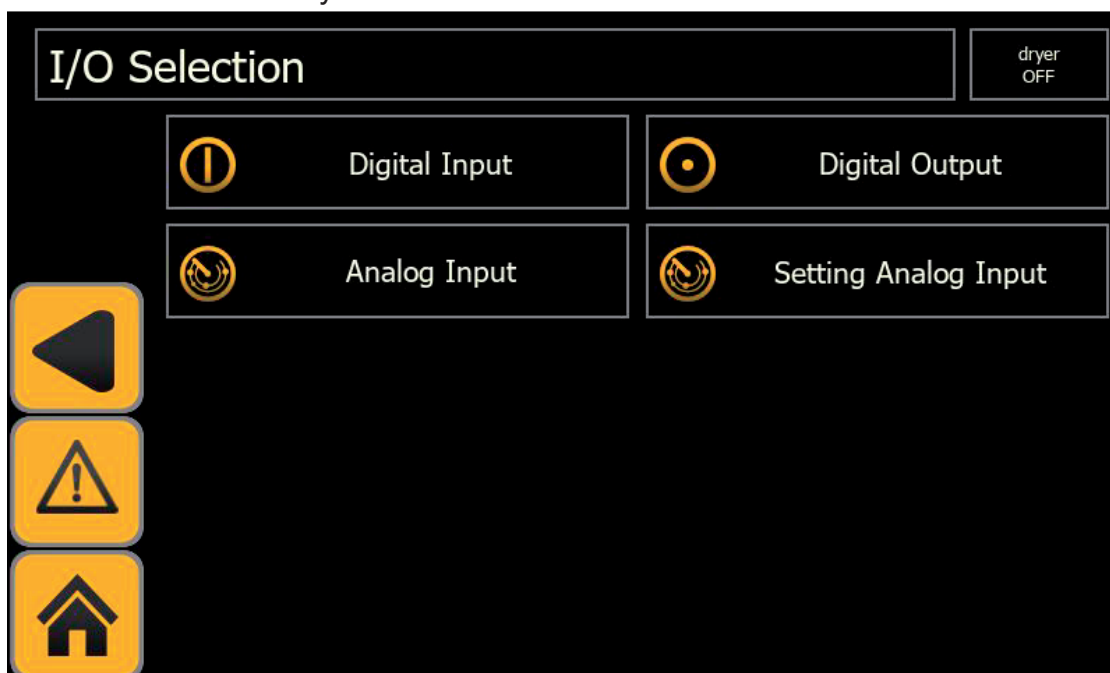 I/O Selection
dryer
OFF
Digital Input
Digital Output
Analog Input
Setting Analog Input